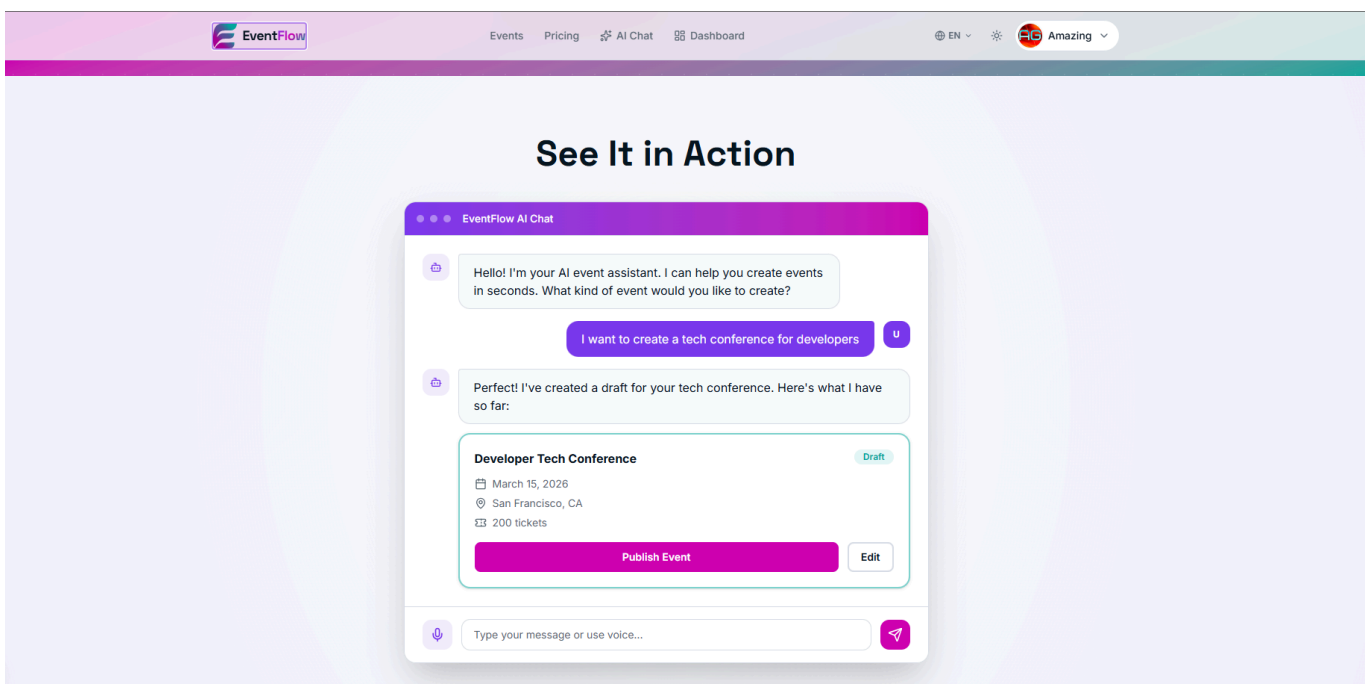 EventFlow
Events Pricing AI Chat Dashboard
EN
AG Amazing
See It in Action
EventFlow AI Chat
Hello! I'm your AI event assistant. I can help you create events
in seconds. What kind of event would you like to create?
I want to create a tech conference for developers
U
Perfect! I've created a draft for your tech conference. Here's what I have
so far:
Developer Tech Conference
Draft
March 15, 2026
San Francisco, CA
200 tickets
Publish Event
Edit
Type your message or use voice...